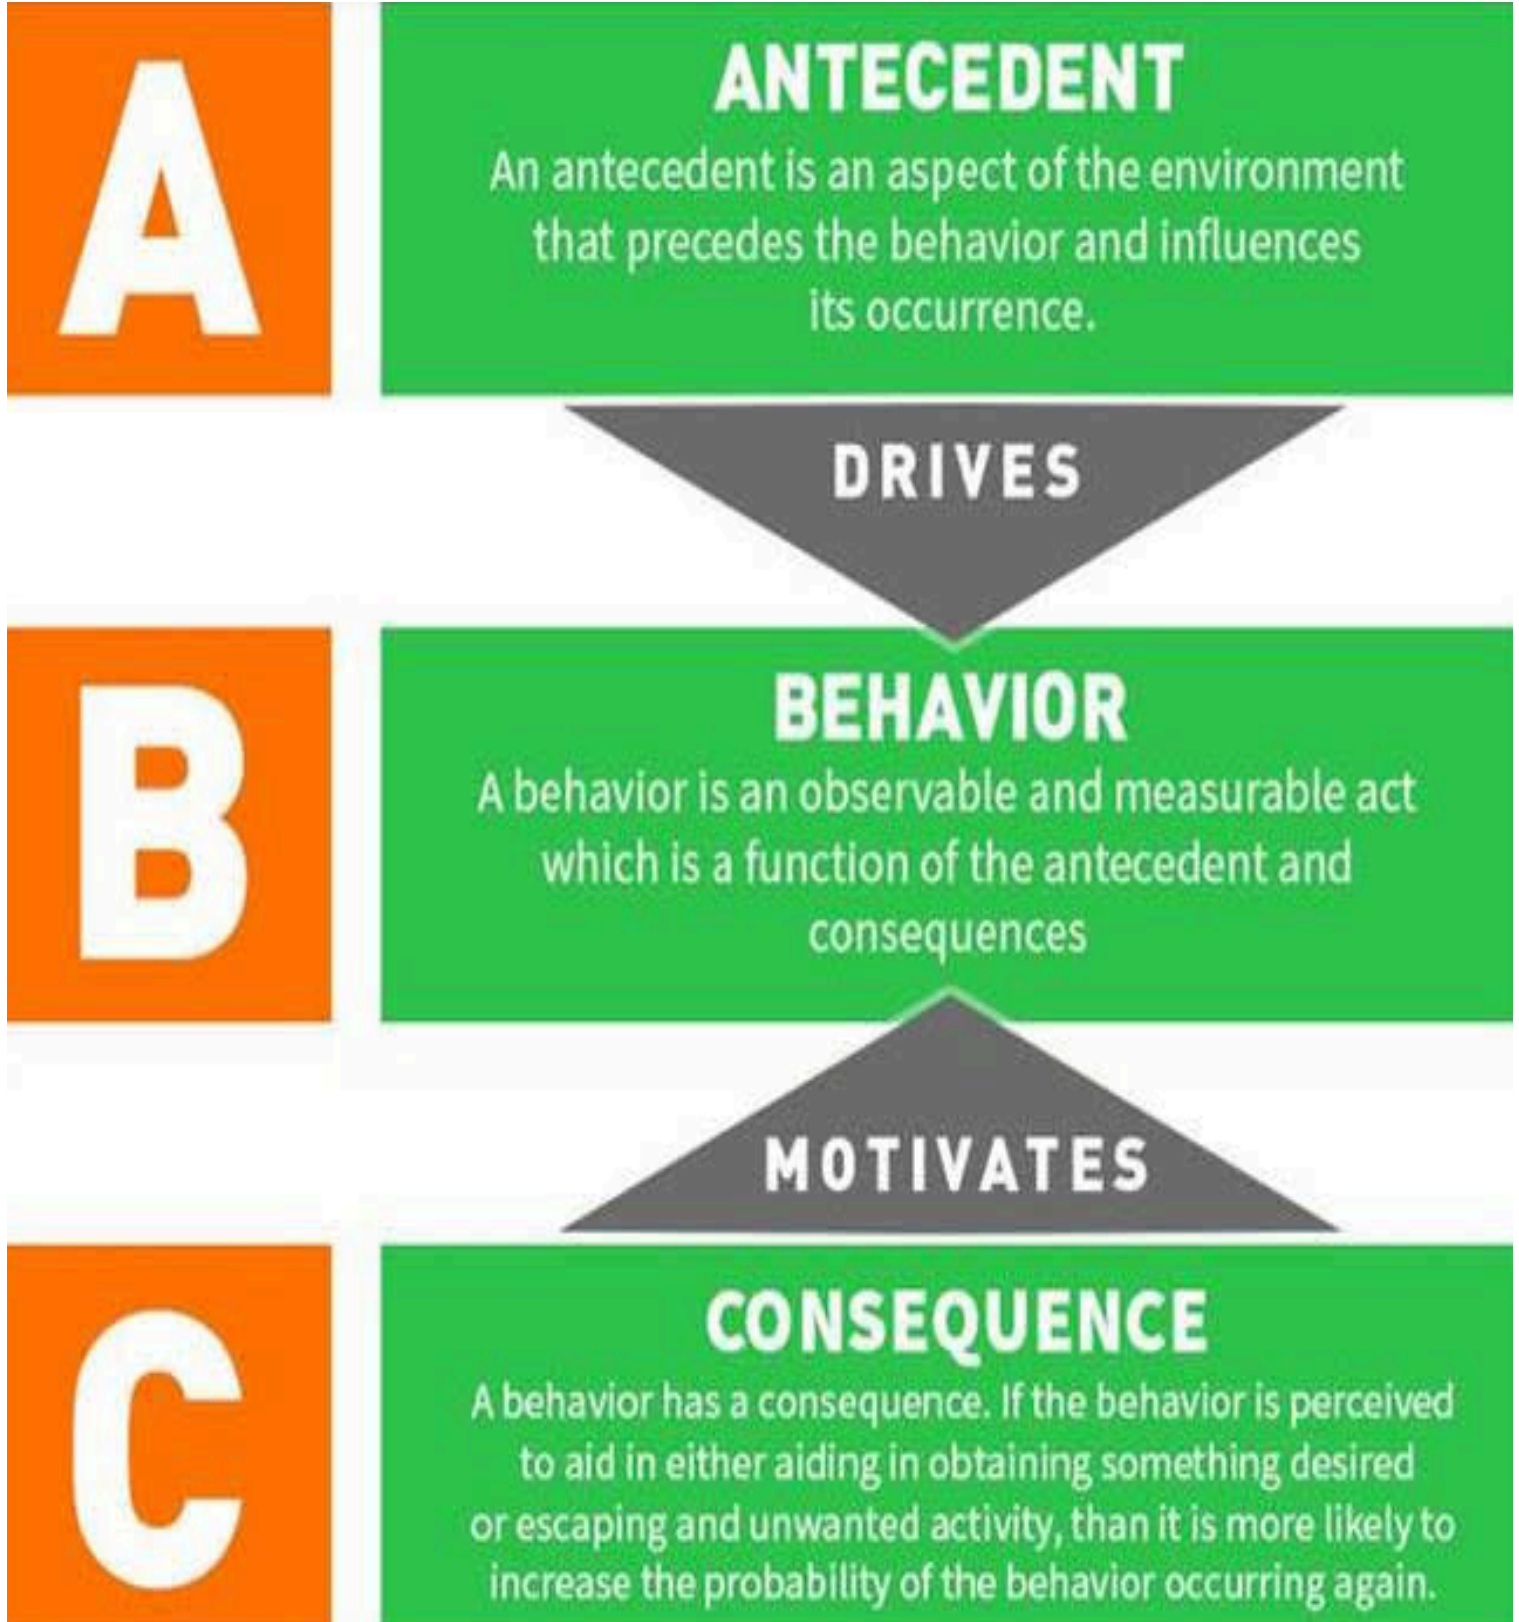 A
ANTECEDENT
An antecedent is an aspect of the environment
that precedes the behavior and influences
its occurrence.
DRIVES
B
BEHAVIOR
A behavior is an observable and measurable act
which is a function of the antecedent and
consequences
MOTIVATES
C
CONSEQUENCE
A behavior has a consequence. If the behavior is perceived
to aid in either aiding in obtaining something desired
or escaping and unwanted activity, than it is more likely to
increase the probability of the behavior occurring again.